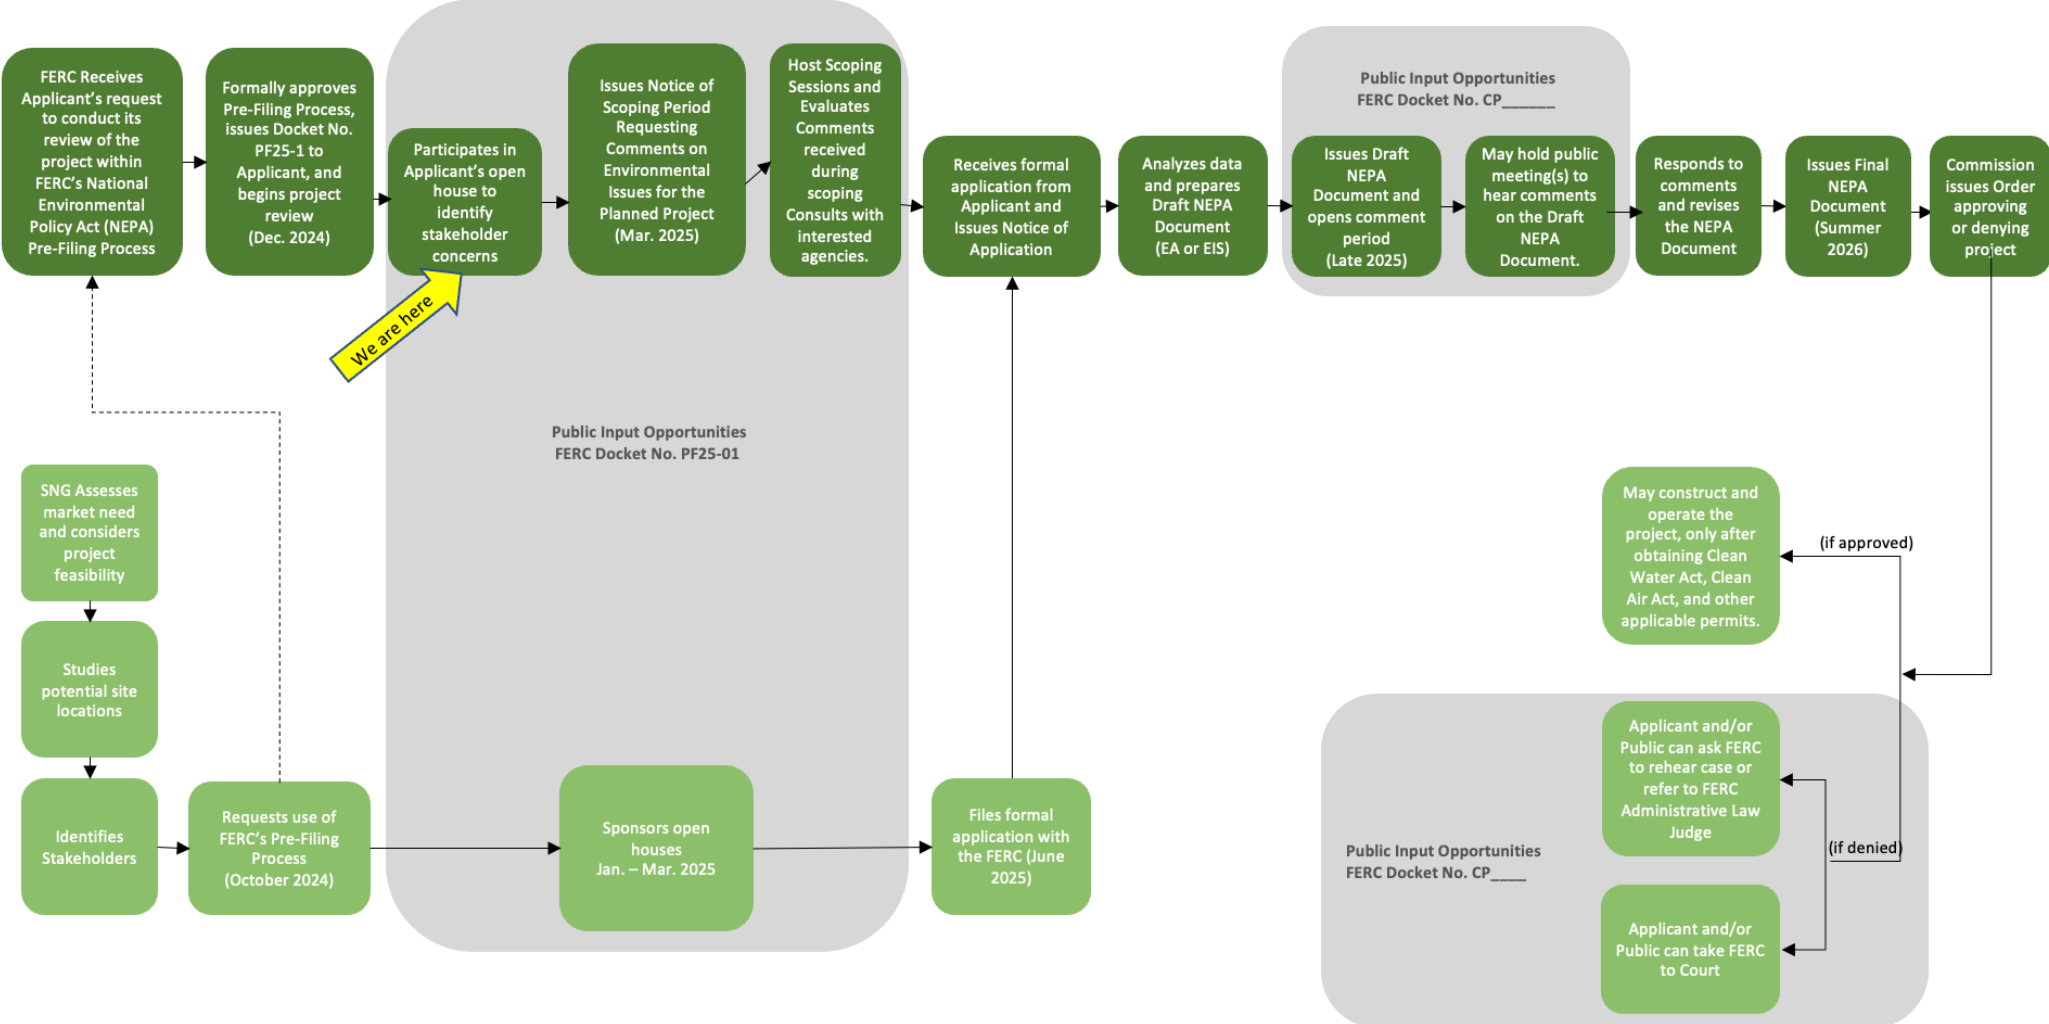 FERC Receives
Applicant's request
to conduct its
review of the
project within
FERC's National
Environmental
Policy Act (NEPA)
Pre-Filing Process
Formally approves
Pre-Filing Process,
issues Docket No.
PF25-1 to
Applicant, and
begins project
review
(Dec. 2024)
Participates in
Applicant's open
house to
identify
stakeholder
concerns
We are here
Issues Notice of
Scoping Period
Requesting
Comments on
Environmental
Issues for the
Planned Project
(Mar. 2025)
Host Scoping
Sessions and
Evaluates
Comments
received
during
scoping
Consults with
interested
agencies.
Receives formal
application from
Applicant and
Issues Notice of
Application
Analyzes data
and prepares
Draft NEPA
Document
(EA or EIS)
Public Input Opportunities
FERC Docket No. CP______
Issues Draft
NEPA
Document and
opens comment
period
(Late 2025)
May hold public
meeting(s) to
hear comments
on the Draft
NEPA
Document.
Responds to
comments
and revises
the NEPA
Document
Issues Final
NEPA
Document
(Summer
2026)
Commission
issues Order
approving
or denying
project
Public Input Opportunities
FERC Docket No. PF25-01
SNG Assesses
market need
and considers
project
feasibility
Studies
potential site
locations
Identifies
Stakeholders
Requests use of
FERC's Pre-Filing
Process
(October 2024)
Sponsors open
houses
Jan. – Mar. 2025
Files formal
application with
the FERC (June
2025)
May construct and
operate the
project, only after
obtaining Clean
Water Act, Clean
Air Act, and other
applicable permits.
(if approved)
Applicant and/or
Public can ask FERC
to rehear case or
refer to FERC
Administrative Law
Judge
(if denied)
Public Input Opportunities
FERC Docket No. CP____
Applicant and/or
Public can take FERC
to Court